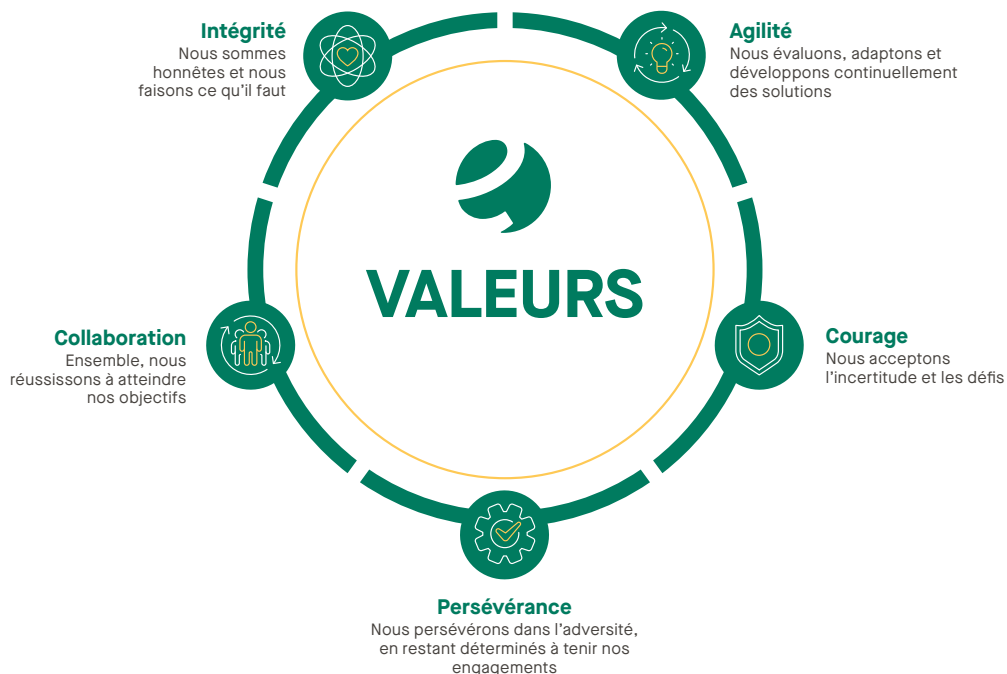 Intégrité
Nous sommes
honnêtes et nous
faisons ce qu'il faut
Agilité
Nous évaluons, adaptons et
développons continuellement
des solutions
VALEURS
Collaboration
Ensemble, nous
réussissons à atteindre
nos objectifs
Courage
Nous acceptons
l'incertitude et les défis
Persévérance
Nous persévérons dans l'adversité,
en restant déterminés à tenir nos
engagements